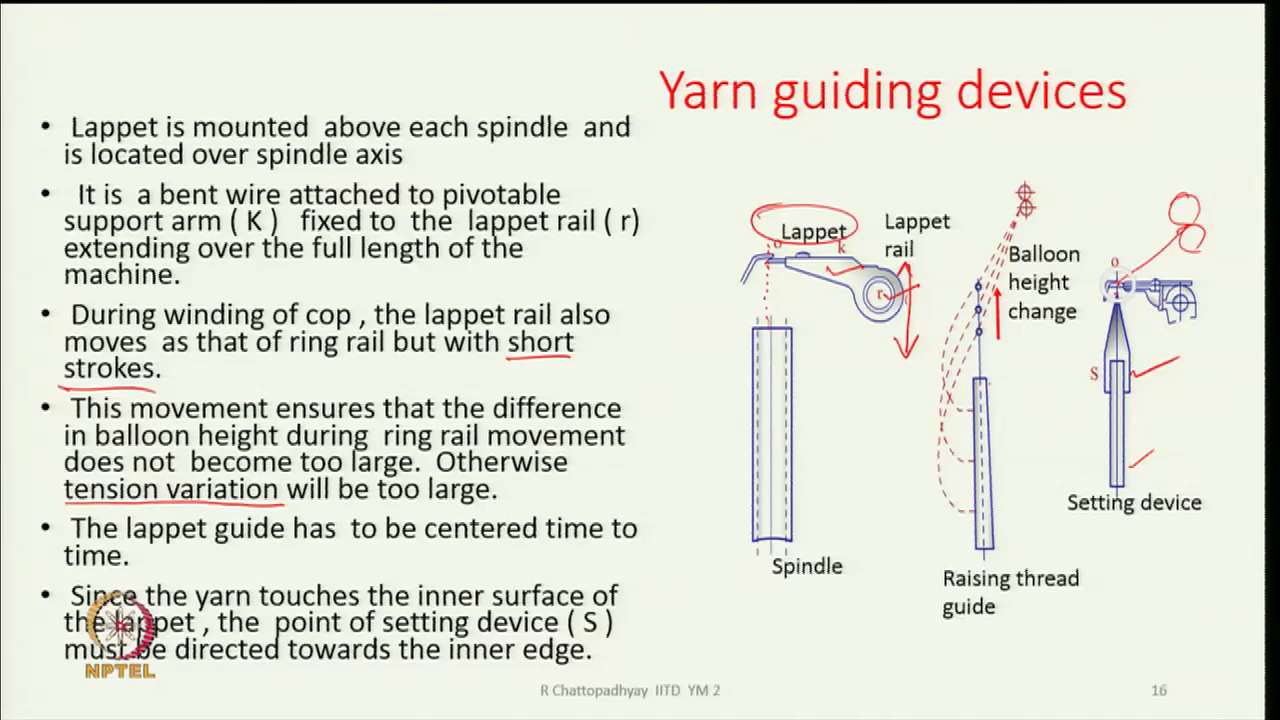 Yarn guiding devices
• Lappet is mounted above each spindle and
is located over spindle axis
• It is a bent wire attached to pivotable
support arm ( K ) fixed to the lappet rail ( r)
extending over the full length of the
machine.
• During winding of cop , the lappet rail also
moves as that of ring rail but with short
strokes.
• This movement ensures that the difference
in balloon height during ring rail movement
does not become too large. Otherwise
tension variation will be too large.
• The lappet guide has to be centered time to
time.
• Since the yarn touches the inner surface of
the lappet , the point of setting device ( S )
must be directed towards the inner edge.
Lappet
o
k
r
Lappet
rail
Spindle
Balloon
height
change
Raising thread
guide
o
S
Setting device
NPTEL
R Chattopadhyay IITD YM 2
16